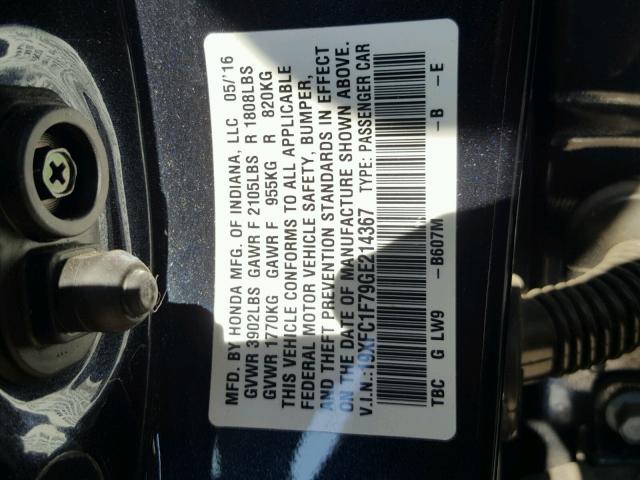 MFD. BY HONDA MFG. OF INDIANA, LLC 05/'16
GVWR 3902LBS GAWR F 2105LBS R 1808LBS
GVWR 1770KG GAWR F 955KG R 820KG
THIS VEHICLE CONFORMS TO ALL APPLICABLE
FEDERAL MOTOR VEHICLE SAFETY, BUMPER,
AND THEFT PREVENTION STANDARDS IN EFFECT
ON THE DATE OF MANUFACTURE SHOWN ABOVE.
V.I.N.: 19XFC1F79GE214367 TYPE: PASSENGER CAR
TBC G LW9 – B607M – B – E